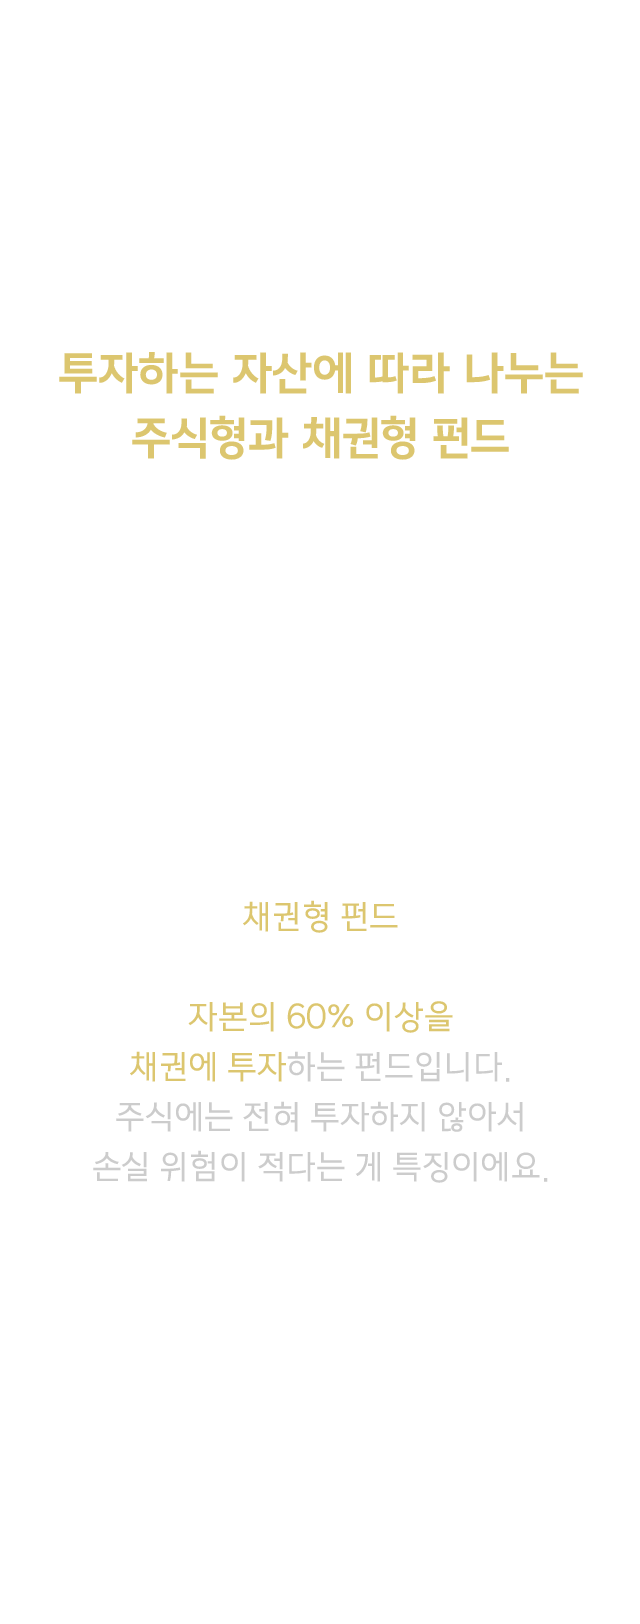 투자하는 자산에 따라 나누는
주식형과 채권형 펀드
채권형 펀드
자본의 60% 이상을
채권에 투자하는 펀드입니다.
주식에는 전혀 투자하지 않아서
손실 위험이 적다는 게 특징이에요.